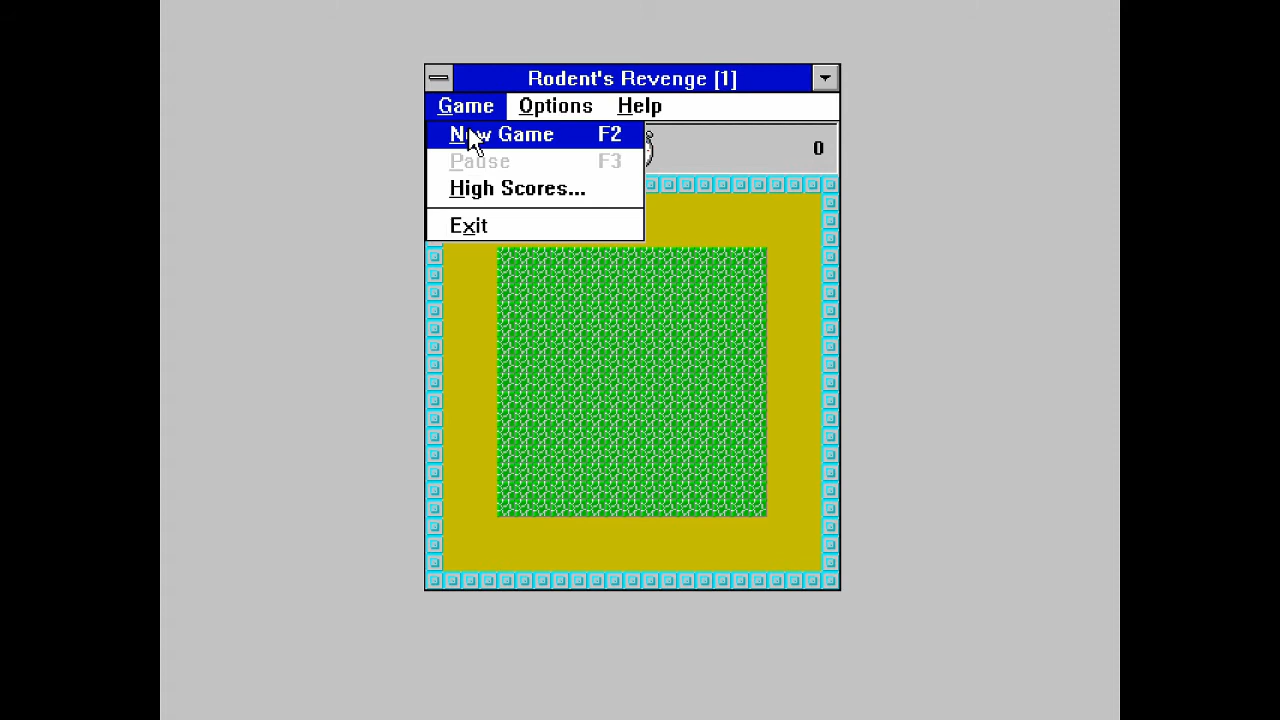 Rodent's Revenge [1]
Game Options Help
New Game F2
0
Pause F3
High Scores...
Exit